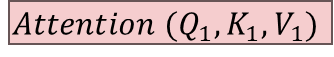 Attention (Q₁, K₁, V₁)